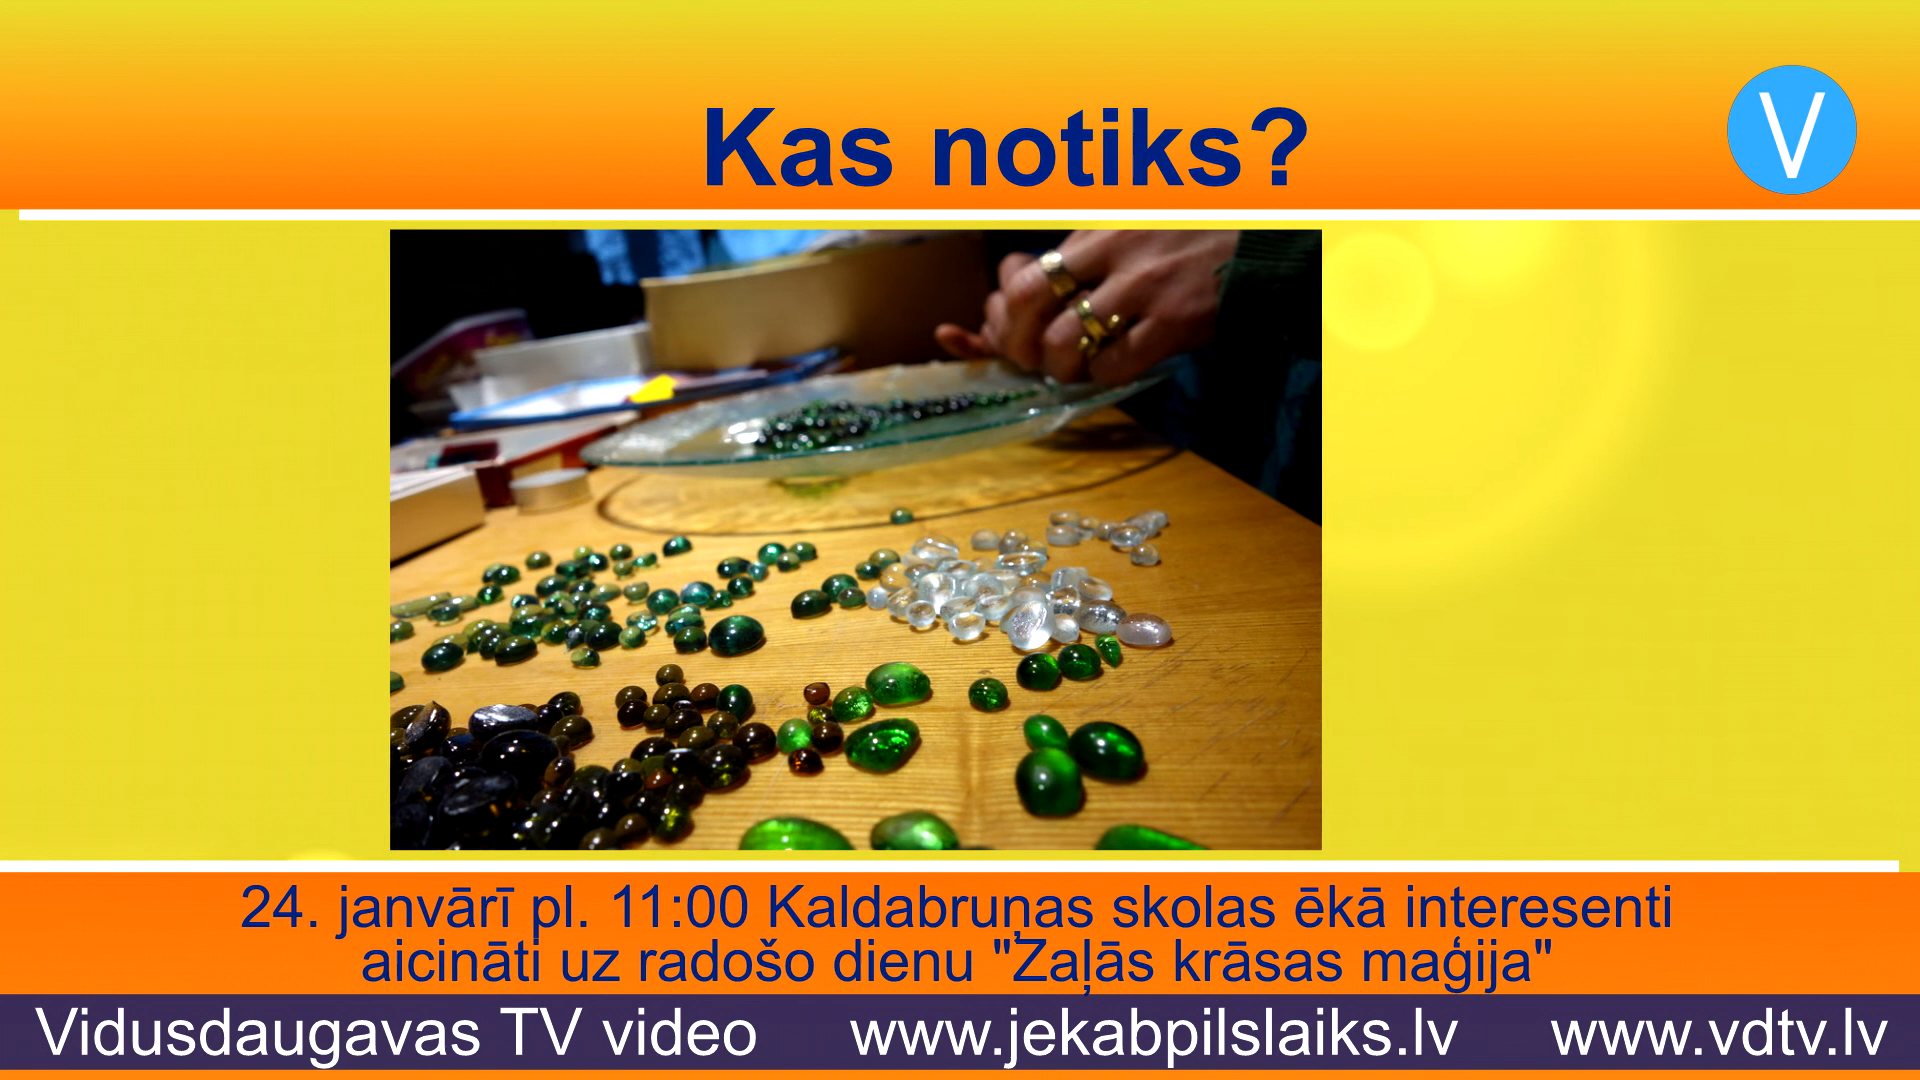 Kas notiks?
V
24. janvārī pl. 11:00 Kaldabruņas skolas ēkā interesenti
aicināti uz radošo dienu "Zaļās krāsas maģija"
Vidusdaugavas TV video www.jekabpilslaiks.lv www.vdtv.lv